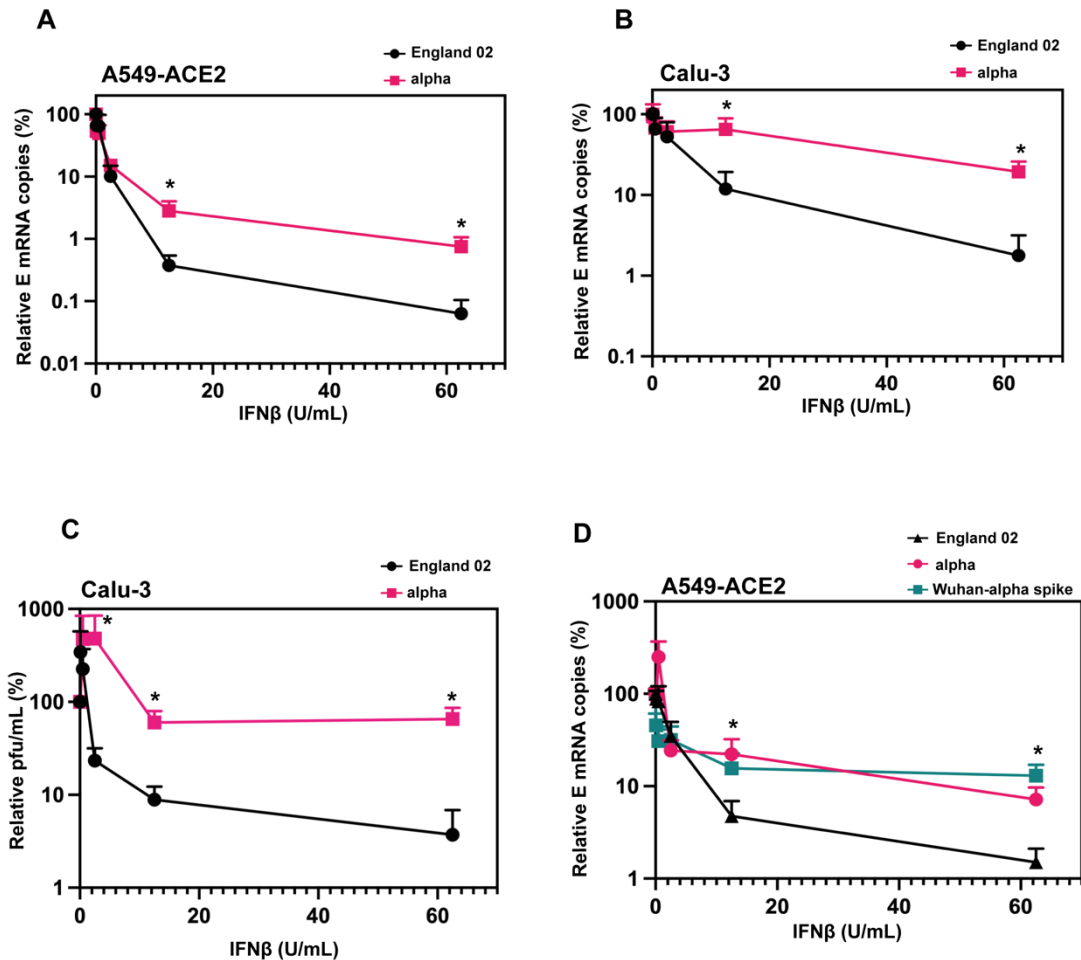 A
England 02
alpha
A549-ACE2
*
*
Relative E mRNA copies (%)
100
10
1
0.1
0.01
0
20
40
60
IFNβ (U/mL)
B
England 02
alpha
Calu-3
*
*
Relative E mRNA copies (%)
100
10
1
0.1
0
20
40
60
IFNβ (U/mL)
C
England 02
alpha
Calu-3
*
*
*
Relative pfu/mL (%)
1000
100
10
1
0
20
40
60
IFNβ (U/mL)
D
England 02
alpha
Wuhan-alpha spike
A549-ACE2
*
*
Relative E mRNA copies (%)
1000
100
10
1
0
20
40
60
IFNβ (U/mL)